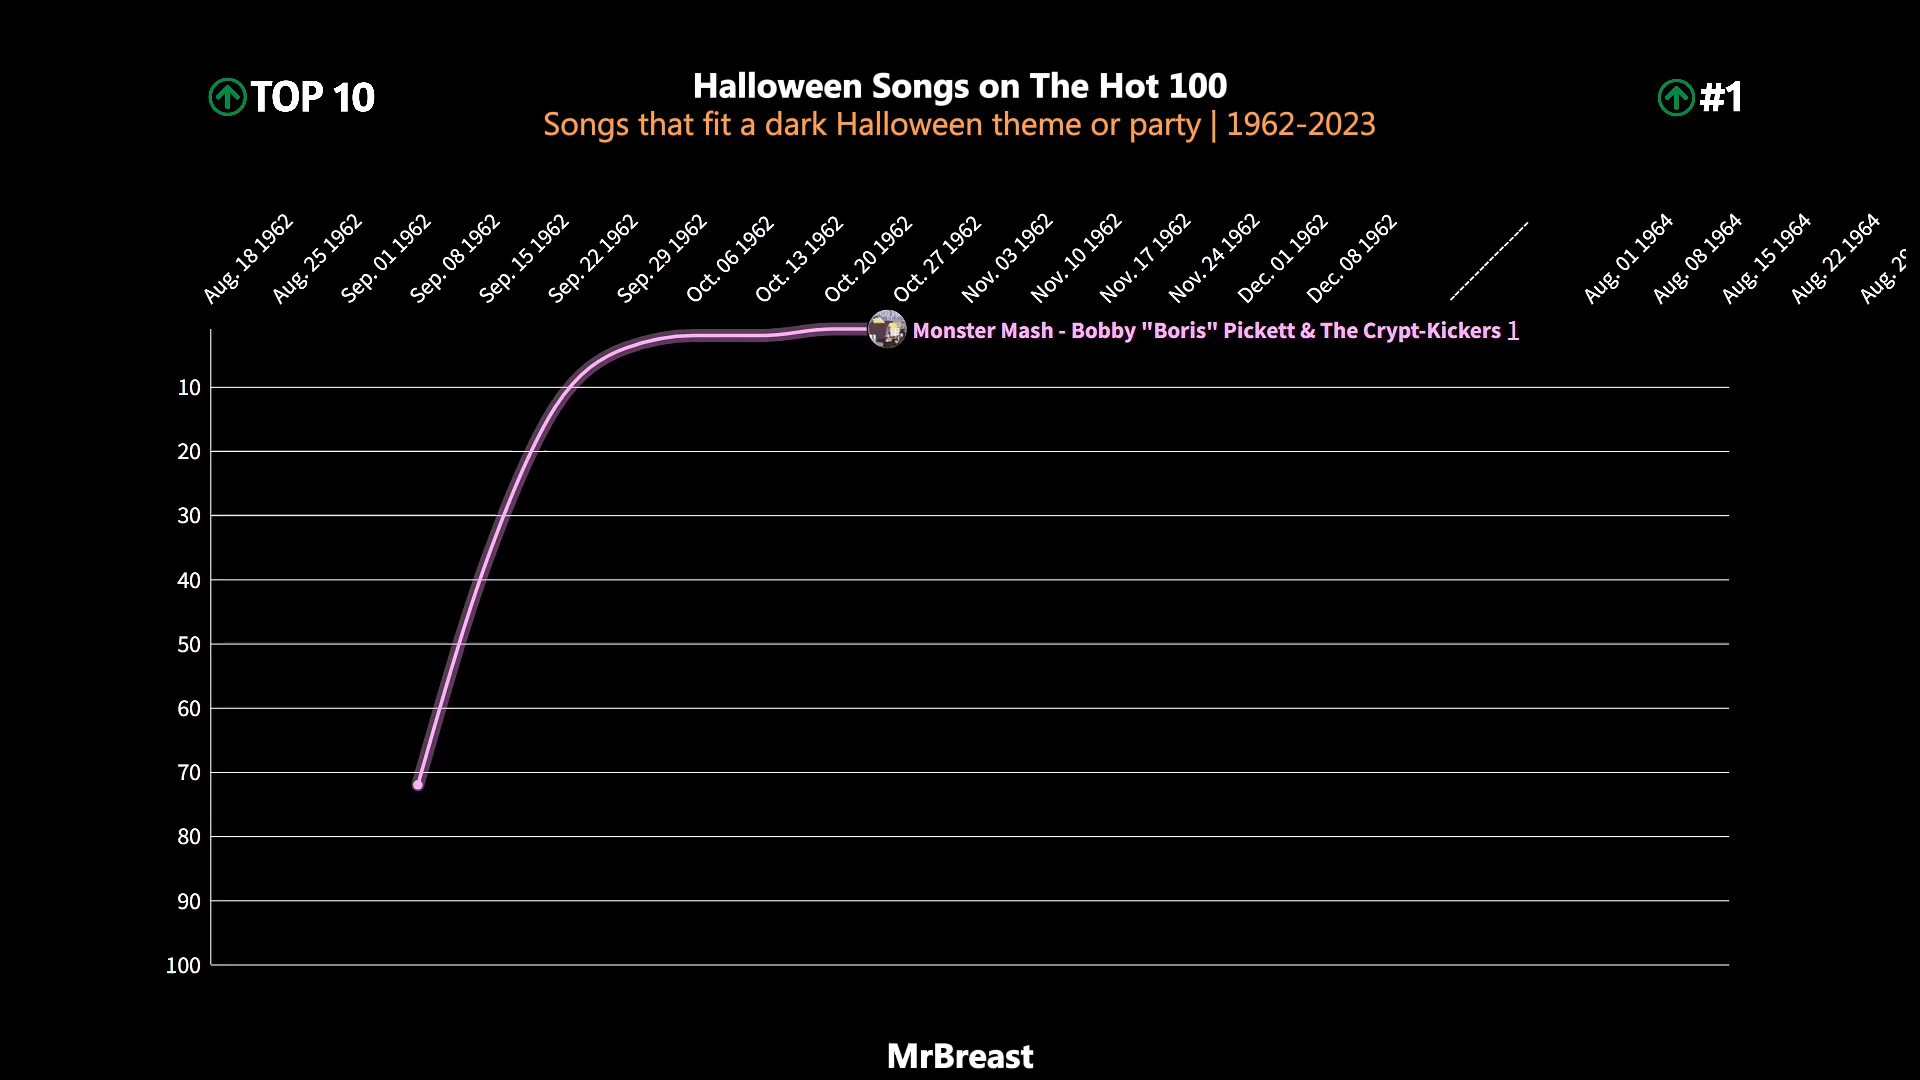 TOP 10
Halloween Songs on The Hot 100
#1
Songs that fit a dark Halloween theme or party | 1962-2023
Aug. 18 1962
Aug. 25 1962
Sep. 01 1962
Sep. 08 1962
Sep. 15 1962
Sep. 22 1962
Sep. 29 1962
Oct. 06 1962
Oct. 13 1962
Oct. 20 1962
Oct. 27 1962
Nov. 03 1962
Nov. 10 1962
Nov. 17 1962
Nov. 24 1962
Dec. 01 1962
Dec. 08 1962
----------
Aug. 01 1964
Aug. 08 1964
Aug. 15 1964
Aug. 22 1964
Aug.
Monster Mash - Bobby "Boris" Pickett & The Crypt-Kickers 1
10
20
30
40
50
60
70
80
90
100
MrBreast